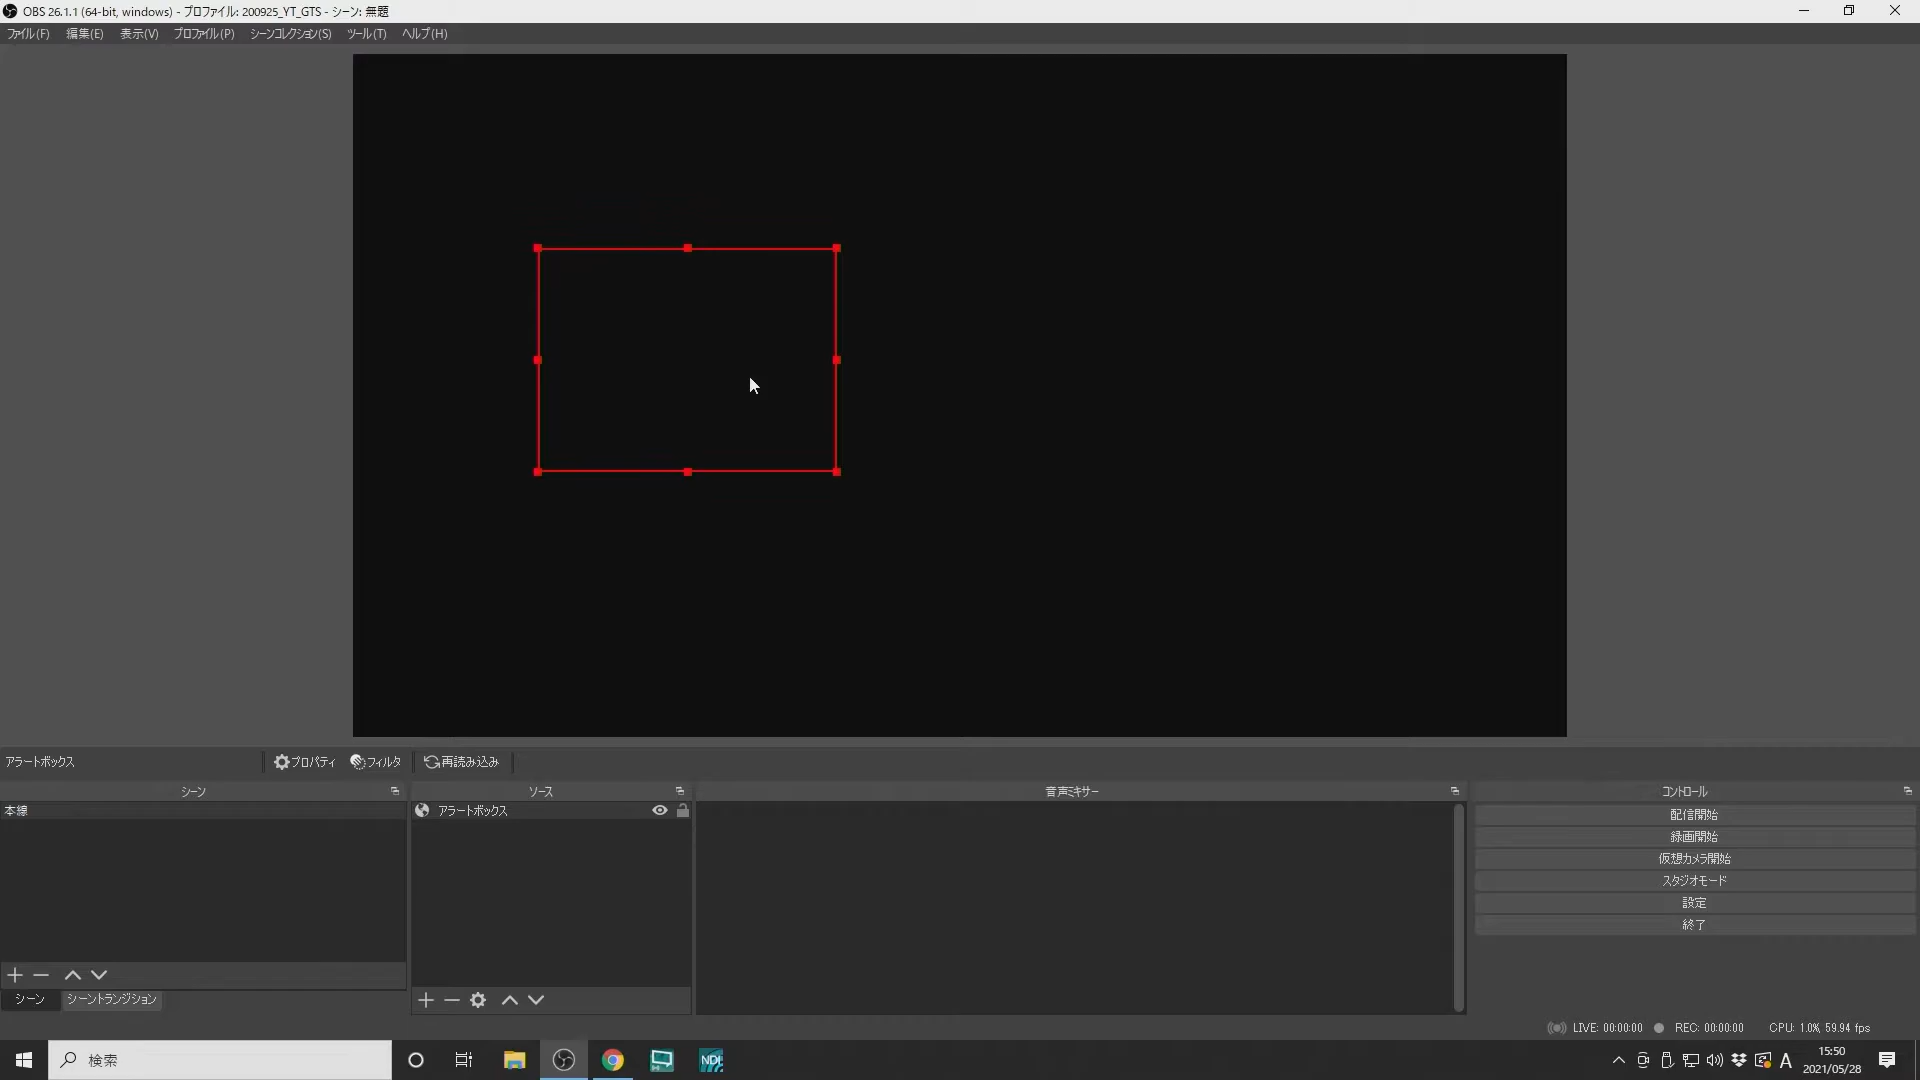 OBS 26.1.1 (64-bit, windows) - プロファイル: 200925_YT_GTS - シーン: 無題
ファイル(F) 編集(E) 表示(V) プロファイル(P) シーンコレクション(S) ツール(T) ヘルプ(H)
アラートボックス プロパティ フィルタ 再読み込み
シーン ソース 音声ミキサー コントロール
本線 アラートボックス
配信開始
録画開始
仮想カメラ開始
スタジオモード
設定
終了
シーン シーントランジション
LIVE: 00:00:00 REC: 00:00:00 CPU: 1.0%, 59.94 fps
検索 NDI A 15:50
2021/05/28